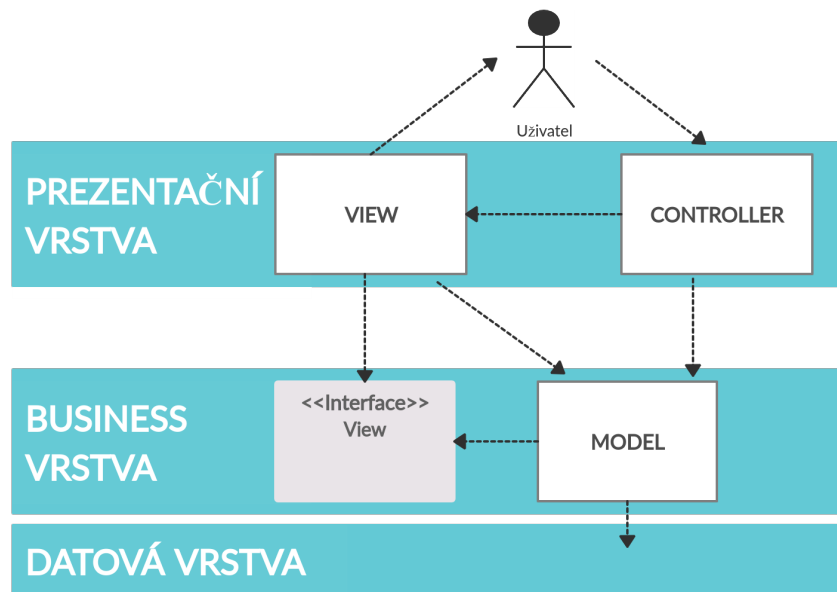 Uživatel
PREZENTAČNÍ
VRSTVA
VIEW
CONTROLLER
BUSINESS
VRSTVA
<<Interface>>
View
MODEL
DATOVÁ VRSTVA